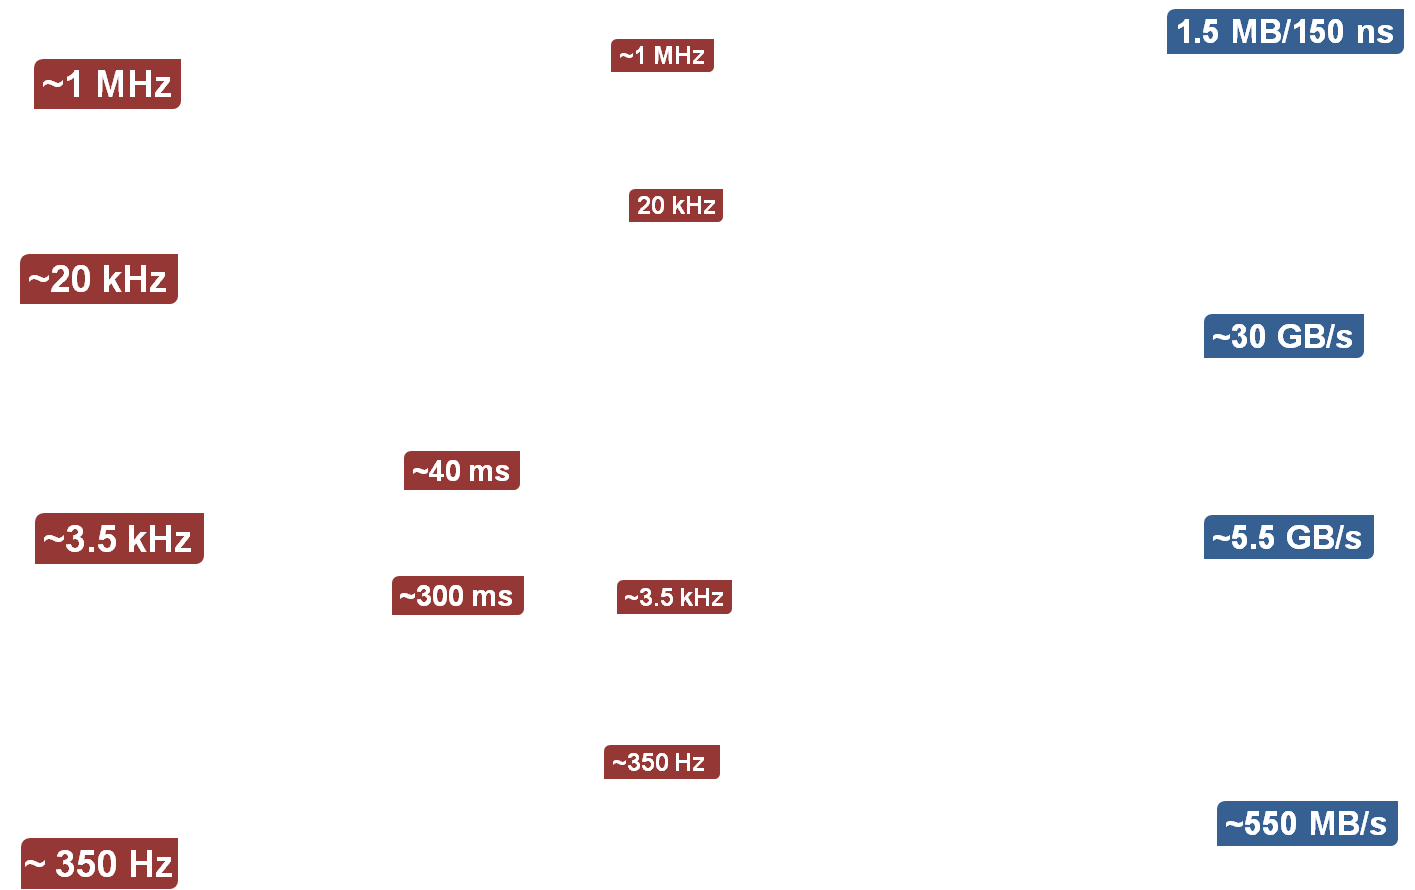 1.5 MB/150 ns
~1 MHz
~1 MHz
20 kHz
~20 kHz
~30 GB/s
~40 ms
~3.5 kHz
~5.5 GB/s
~300 ms
~3.5 kHz
~350 Hz
~550 MB/s
~ 350 Hz